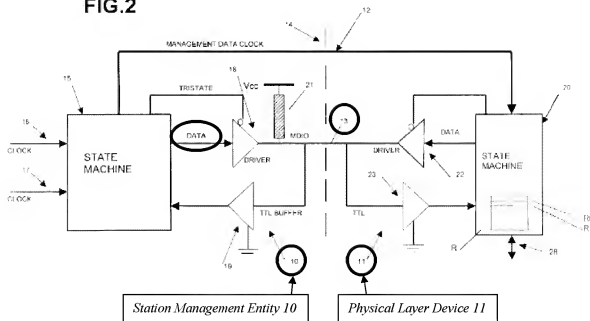 FIG.2
14
12
MANAGEMENT DATA CLOCK
15
TRISTATE
18
Vcc
21
20
16
DATA
MDIO
13
DATA
CLOCK
STATE MACHINE
DRIVER
DRIVER
STATE MACHINE
17
22
23
CLOCK
TTL BUFFER
TTL
R
R
R
19
10
11
28
Station Management Entity 10
Physical Layer Device 11